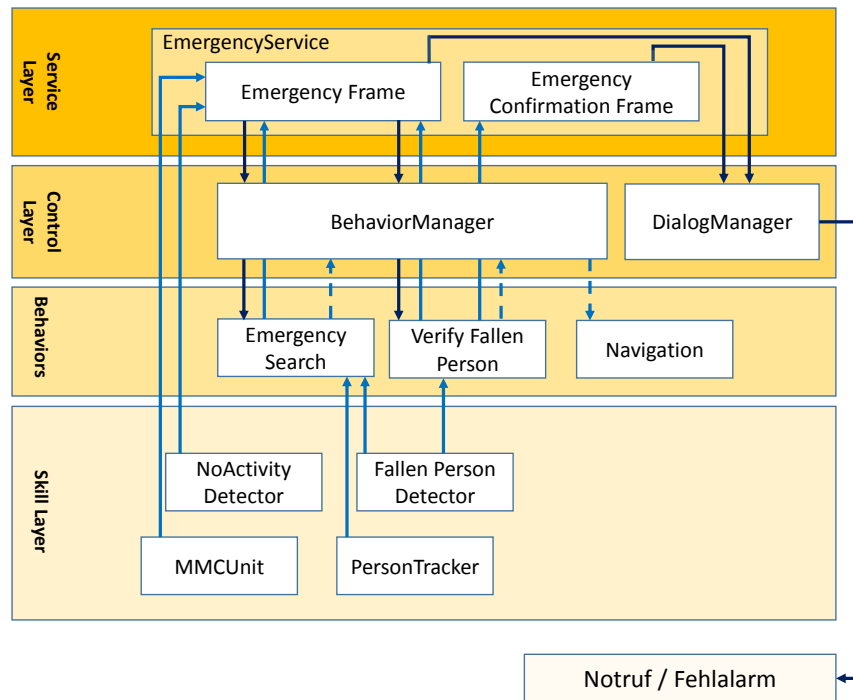 Service
Layer
EmergencyService
Emergency Frame
Emergency
Confirmation Frame
Control
Layer
BehaviorManager
DialogManager
Behaviors
Emergency
Search
Verify Fallen
Person
Navigation
Skill Layer
NoActivity
Detector
Fallen Person
Detector
MMCUnit
PersonTracker
Notruf / Fehlalarm